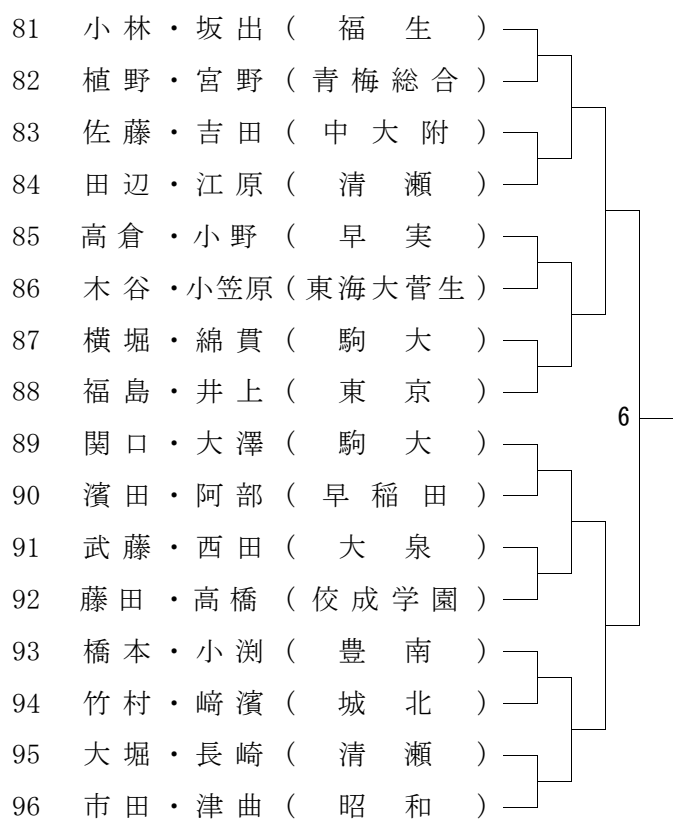 81 小林・坂出（福生）
82 植野・宮野（青梅総合）
83 佐藤・吉田（中大附）
84 田辺・江原（清瀬）
85 高倉・小野（早実）
86 木谷・小笠原（東海大菅生）
87 横堀・綿貫（駒大）
88 福島・井上（東京）
6
89 関口・大澤（駒大）
90 濱田・阿部（早稲田）
91 武藤・西田（大泉）
92 藤田・高橋（佼成学園）
93 橋本・小渕（豊南）
94 竹村・﨑濱（城北）
95 大堀・長崎（清瀬）
96 市田・津曲（昭和）